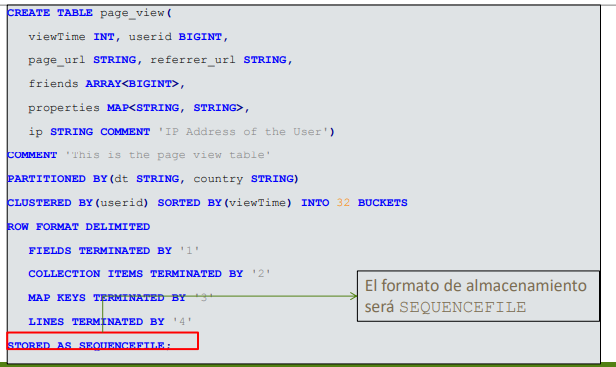 CREATE TABLE page_view(
viewTime INT, userid BIGINT,
page_url STRING, referrer_url STRING,
friends ARRAY<BIGINT>,
properties MAP<STRING, STRING>,
ip STRING COMMENT 'IP Address of the User')
COMMENT 'This is the page view table'
PARTITIONED BY(dt STRING, country STRING)
CLUSTERED BY(userid) SORTED BY(viewTime) INTO 32 BUCKETS
ROW FORMAT DELIMITED
FIELDS TERMINATED BY '1'
COLLECTION ITEMS TERMINATED BY '2'
MAP KEYS TERMINATED BY '3'
LINES TERMINATED BY '4'
STORED AS SEQUENCEFILE;
El formato de almacenamiento
será SEQUENCEFILE